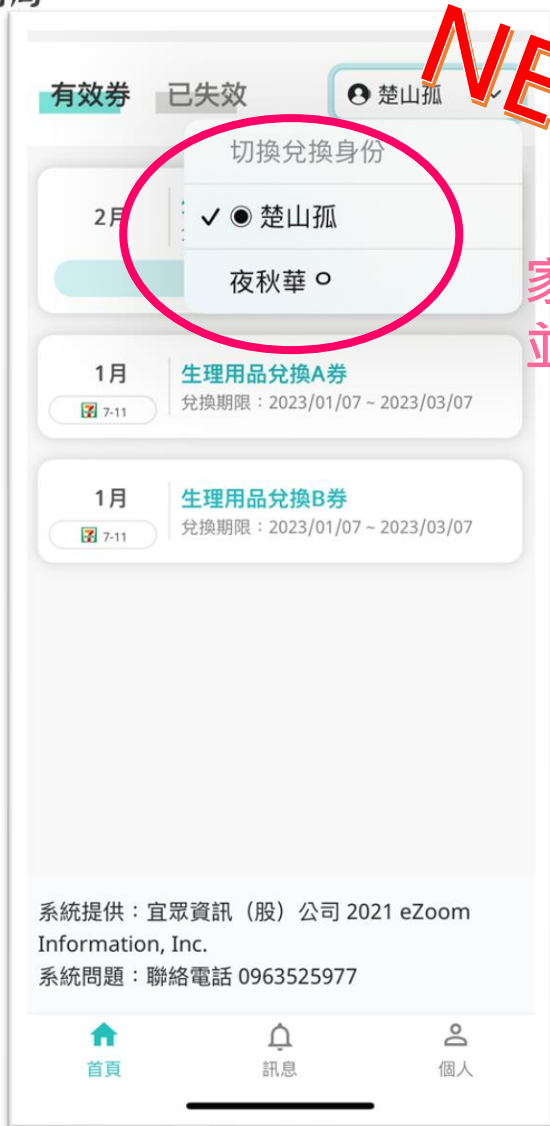 有效券 已失效 楚山孤
NE
切換兌換身份
2月
✓ ◉ 楚山孤
夜秋華
家
並
1月 生理用品兌換A券
7-11 兌換期限：2023/01/07 ~ 2023/03/07
1月 生理用品兌換B券
7-11 兌換期限：2023/01/07 ~ 2023/03/07
系統提供：宜眾資訊（股）公司 2021 eZoom
Information, Inc.
系統問題：聯絡電話 0963525977
首頁 訊息 個人